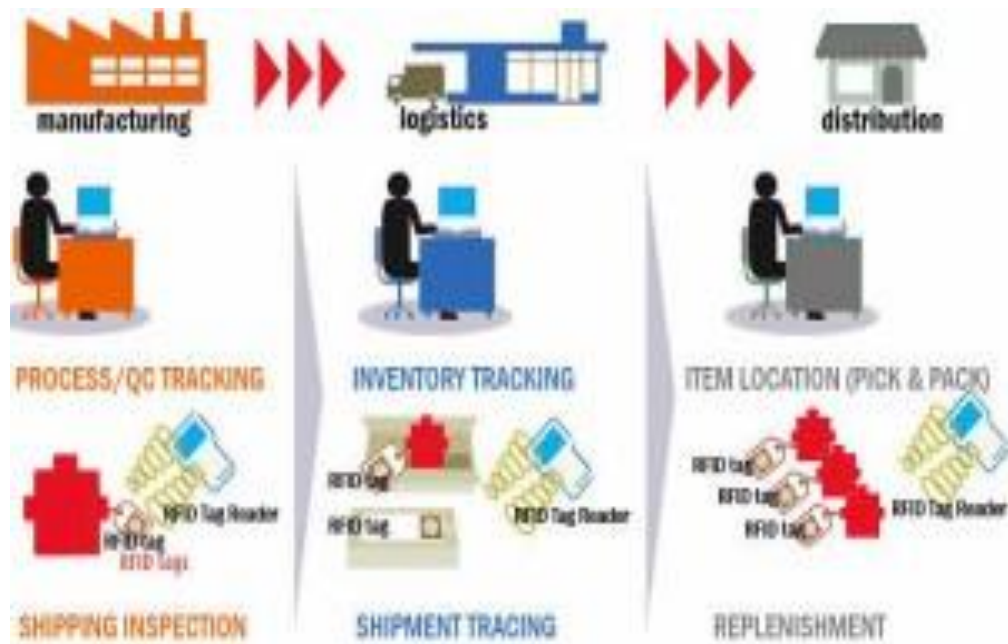 manufacturing
logistics
distribution
PROCESS/QC TRACKING
INVENTORY TRACKING
ITEM LOCATION (PICK & PACK)
RFID tag
RFID Tag Reader
RFID tags
SHIPPING INSPECTION
RFID tag
RFID tag
RFID Tag Reader
SHIPMENT TRACING
RFID tag
RFID tag
RFID tag
RFID Tag Reader
REPLENISHMENT